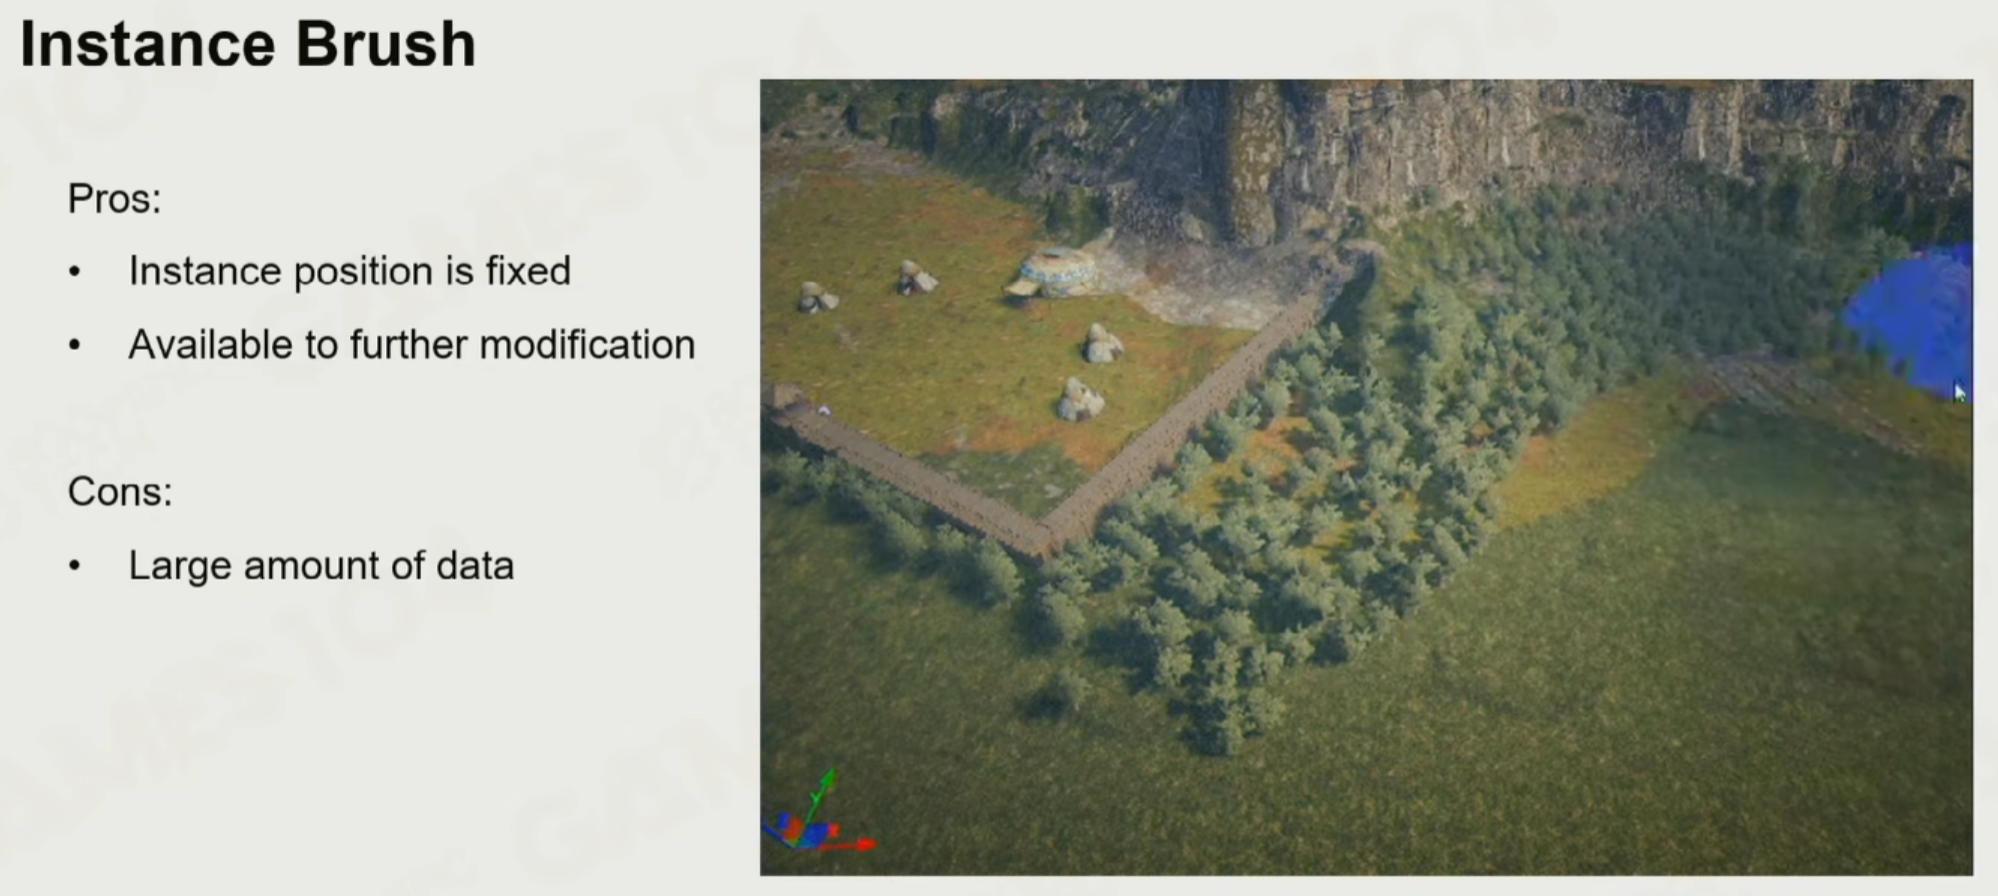 Instance Brush
Pros:
• Instance position is fixed
• Available to further modification
Cons:
• Large amount of data